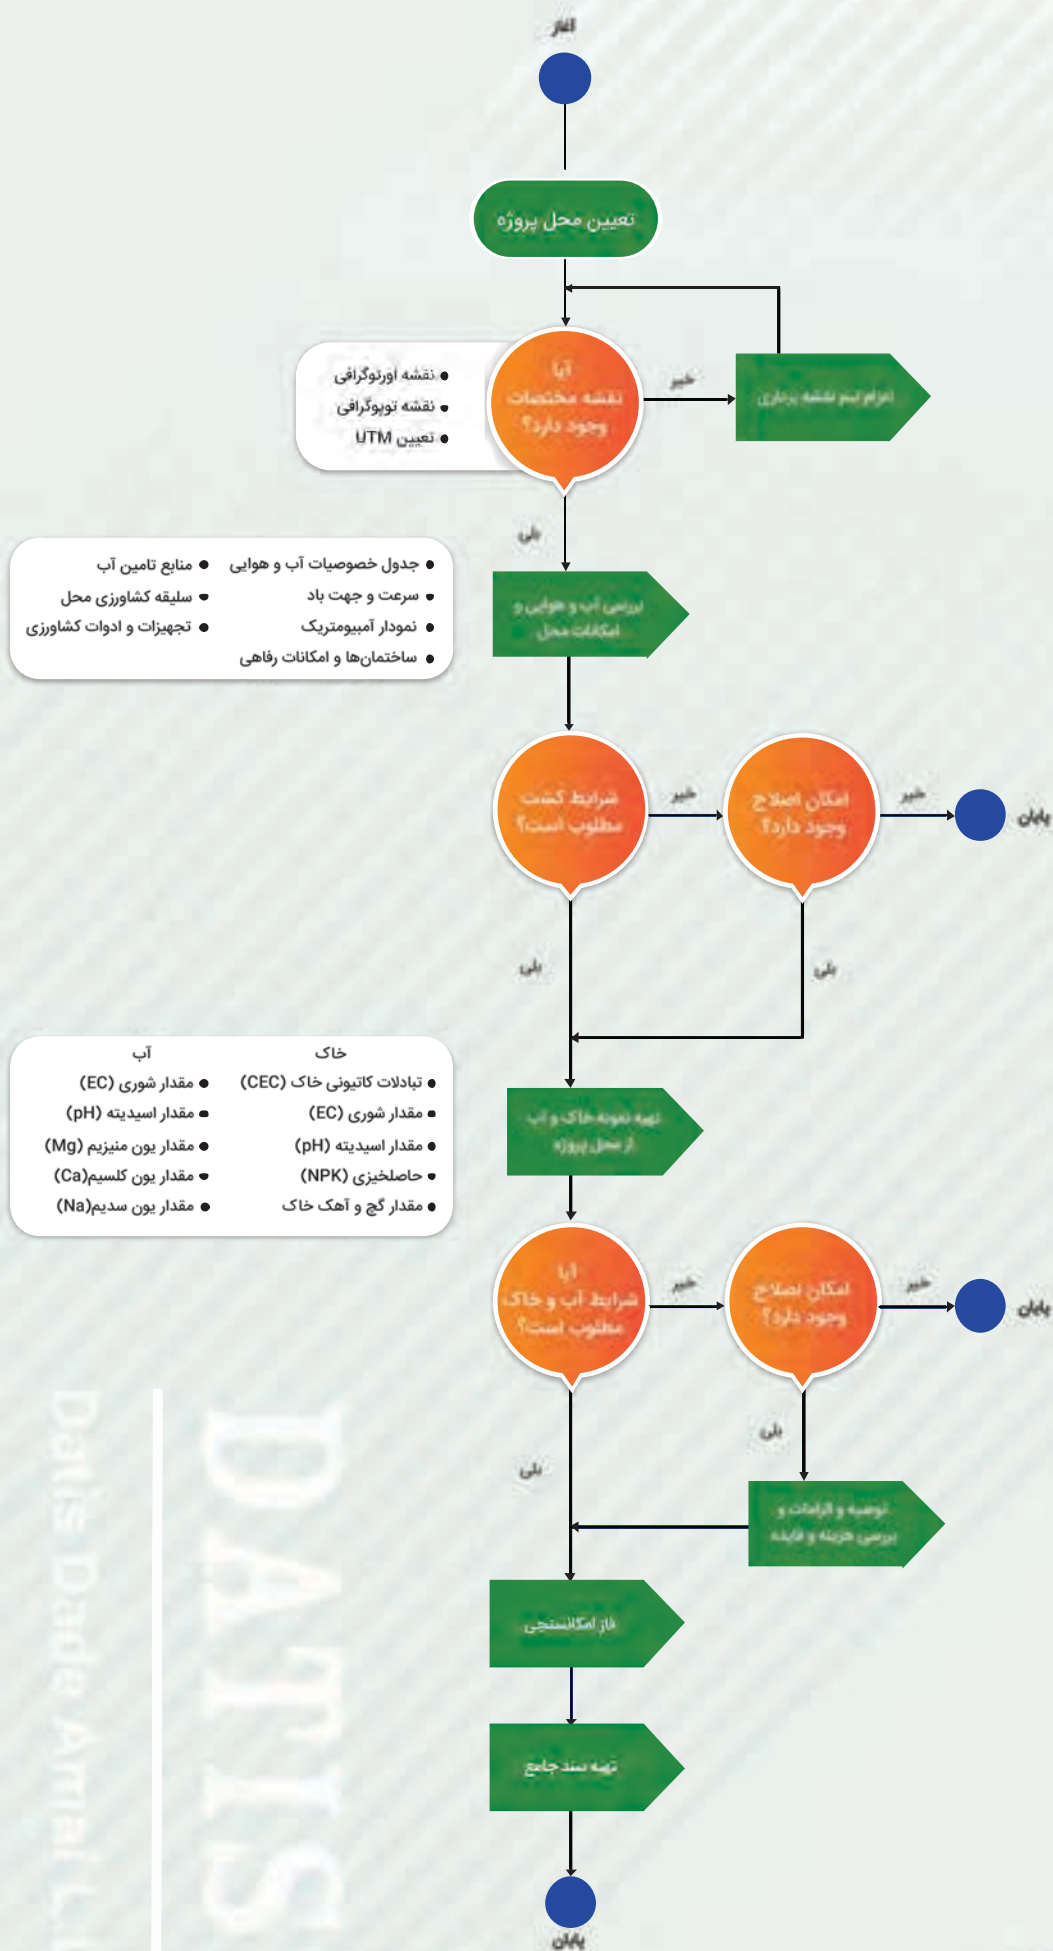 آغاز
تعیین محل پروژه
آیا
نقشه مختصات
وجود دارد؟
خیر
اعزام تیم نقشه برداری
● نقشه اورتوگرافی
● نقشه توپوگرافی
● تعیین UTM
بلی
بررسی آب و هوایی و
امکانات محل
● جدول خصوصیات آب و هوایی
● سرعت و جهت باد
● نمودار آمبیومتریک
● ساختمان‌ها و امکانات رفاهی
● منابع تامین آب
● سلیقه کشاورزی محل
● تجهیزات و ادوات کشاورزی
شرایط کشت
مطلوب است؟
خیر
امکان اصلاح
وجود دارد؟
خیر
پایان
بلی
بلی
تهیه نمونه خاک و آب
از محل پروژه
خاک
● تبادلات کاتیونی خاک (CEC)
● مقدار شوری (EC)
● مقدار اسیدیته (pH)
● حاصلخیزی (NPK)
● مقدار گچ و آهک خاک
آب
● مقدار شوری (EC)
● مقدار اسیدیته (pH)
● مقدار یون منیزیم (Mg)
● مقدار یون کلسیم(Ca)
● مقدار یون سدیم(Na)
آیا
شرایط آب و خاک
مطلوب است؟
خیر
امکان اصلاح
وجود دارد؟
خیر
پایان
بلی
بلی
توصیه و الزامات و
بررسی هزینه و فایده
فاز امکانسنجی
تهیه سند جامع
پایان
DATIS
Datis Dade Amai